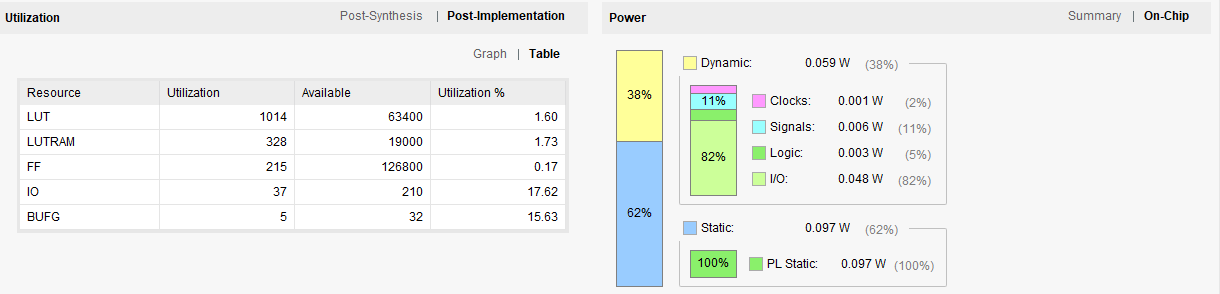 Utilization Post-Synthesis | Post-Implementation
Graph | Table
Resource Utilization Available Utilization %
LUT 1014 63400 1.60
LUTRAM 328 19000 1.73
FF 215 126800 0.17
IO 37 210 17.62
BUFG 5 32 15.63
Power Summary | On-Chip
38%
62%
Dynamic: 0.059 W (38%)
11%
82%
Clocks: 0.001 W (2%)
Signals: 0.006 W (11%)
Logic: 0.003 W (5%)
I/O: 0.048 W (82%)
Static: 0.097 W (62%)
100% PL Static: 0.097 W (100%)